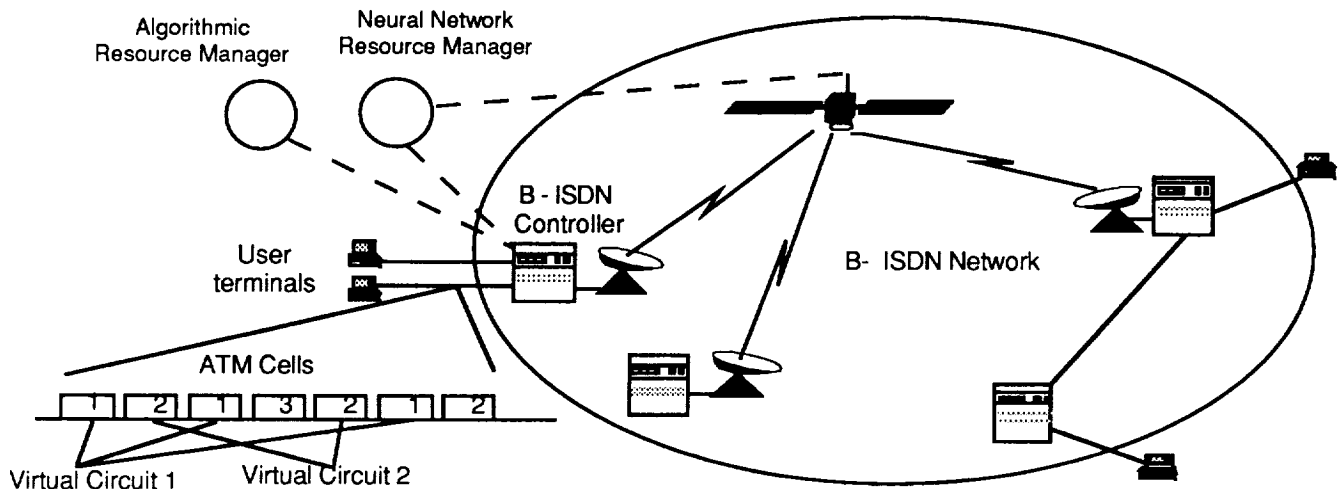 Algorithmic
Resource Manager
Neural Network
Resource Manager
B - ISDN
Controller
User
terminals
B- ISDN Network
ATM Cells
1 2 1 3 2 1 2
Virtual Circuit 1
Virtual Circuit 2